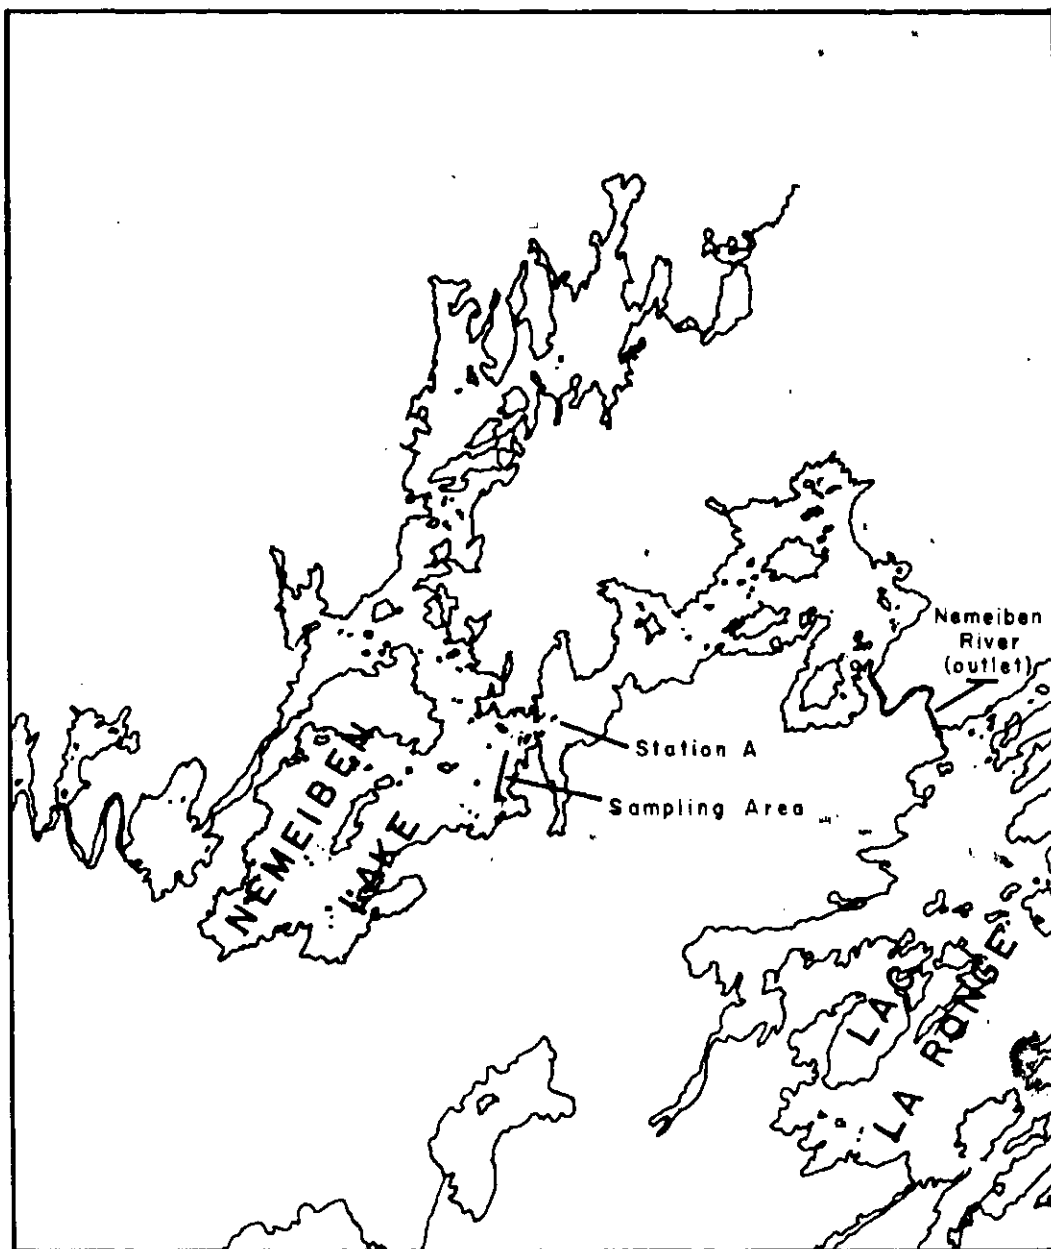 Nemeiben
River
(outlet)
Station A
Sampling Area
NEMEIBEN
LAKE
LAC
LA RONGE